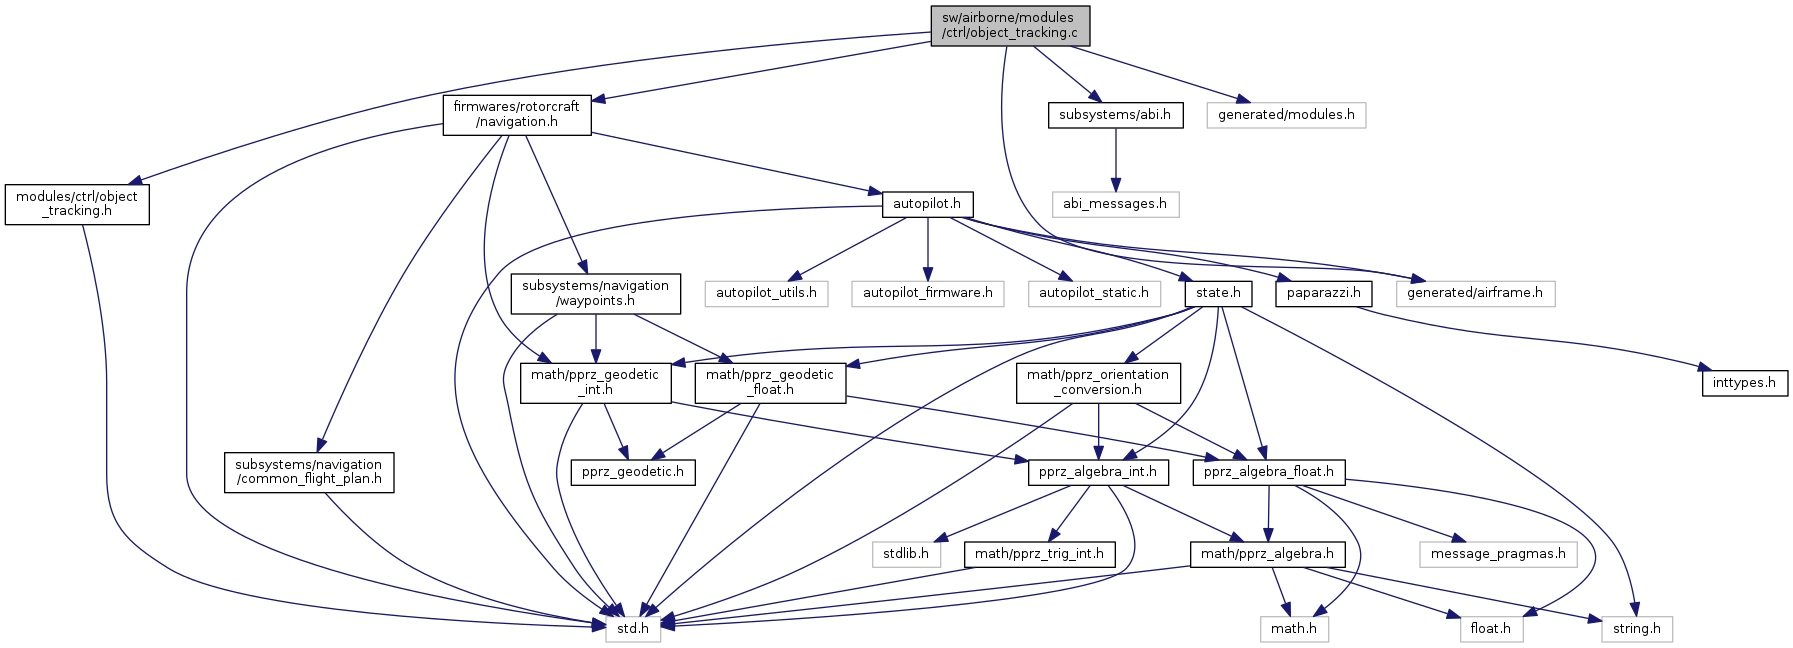 sw/airborne/modules
/ctrl/object_tracking.c
firmwares/rotorcraft
/navigation.h
subsystems/abi.h
generated/modules.h
modules/ctrl/object
_tracking.h
autopilot.h
abi_messages.h
subsystems/navigation
/waypoints.h
autopilot_utils.h
autopilot_firmware.h
autopilot_static.h
state.h
paparazzi.h
generated/airframe.h
math/pprz_geodetic
_int.h
math/pprz_geodetic
_float.h
math/pprz_orientation
_conversion.h
inttypes.h
subsystems/navigation
/common_flight_plan.h
pprz_geodetic.h
pprz_algebra_int.h
pprz_algebra_float.h
stdlib.h
math/pprz_trig_int.h
math/pprz_algebra.h
message_pragmas.h
std.h
math.h
float.h
string.h